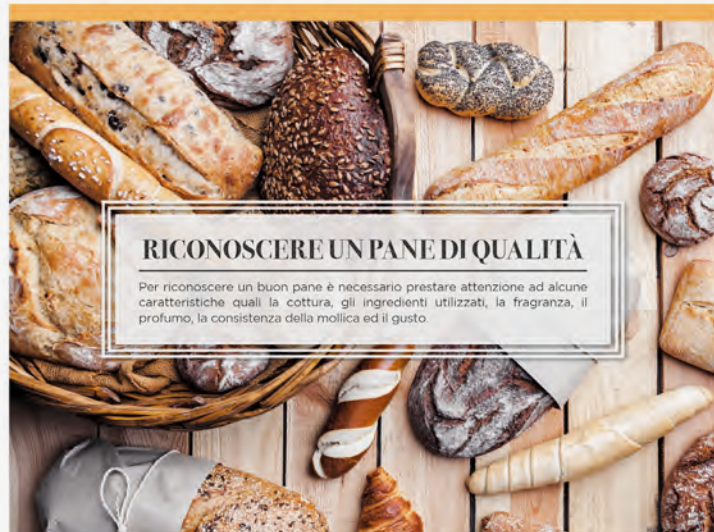 RICONOSCERE UN PANE DI QUALITÀ
Per riconoscere un buon pane è necessario prestare attenzione ad alcune
caratteristiche quali la cottura, gli ingredienti utilizzati, la fragranza, il
profumo, la consistenza della mollica ed il gusto.